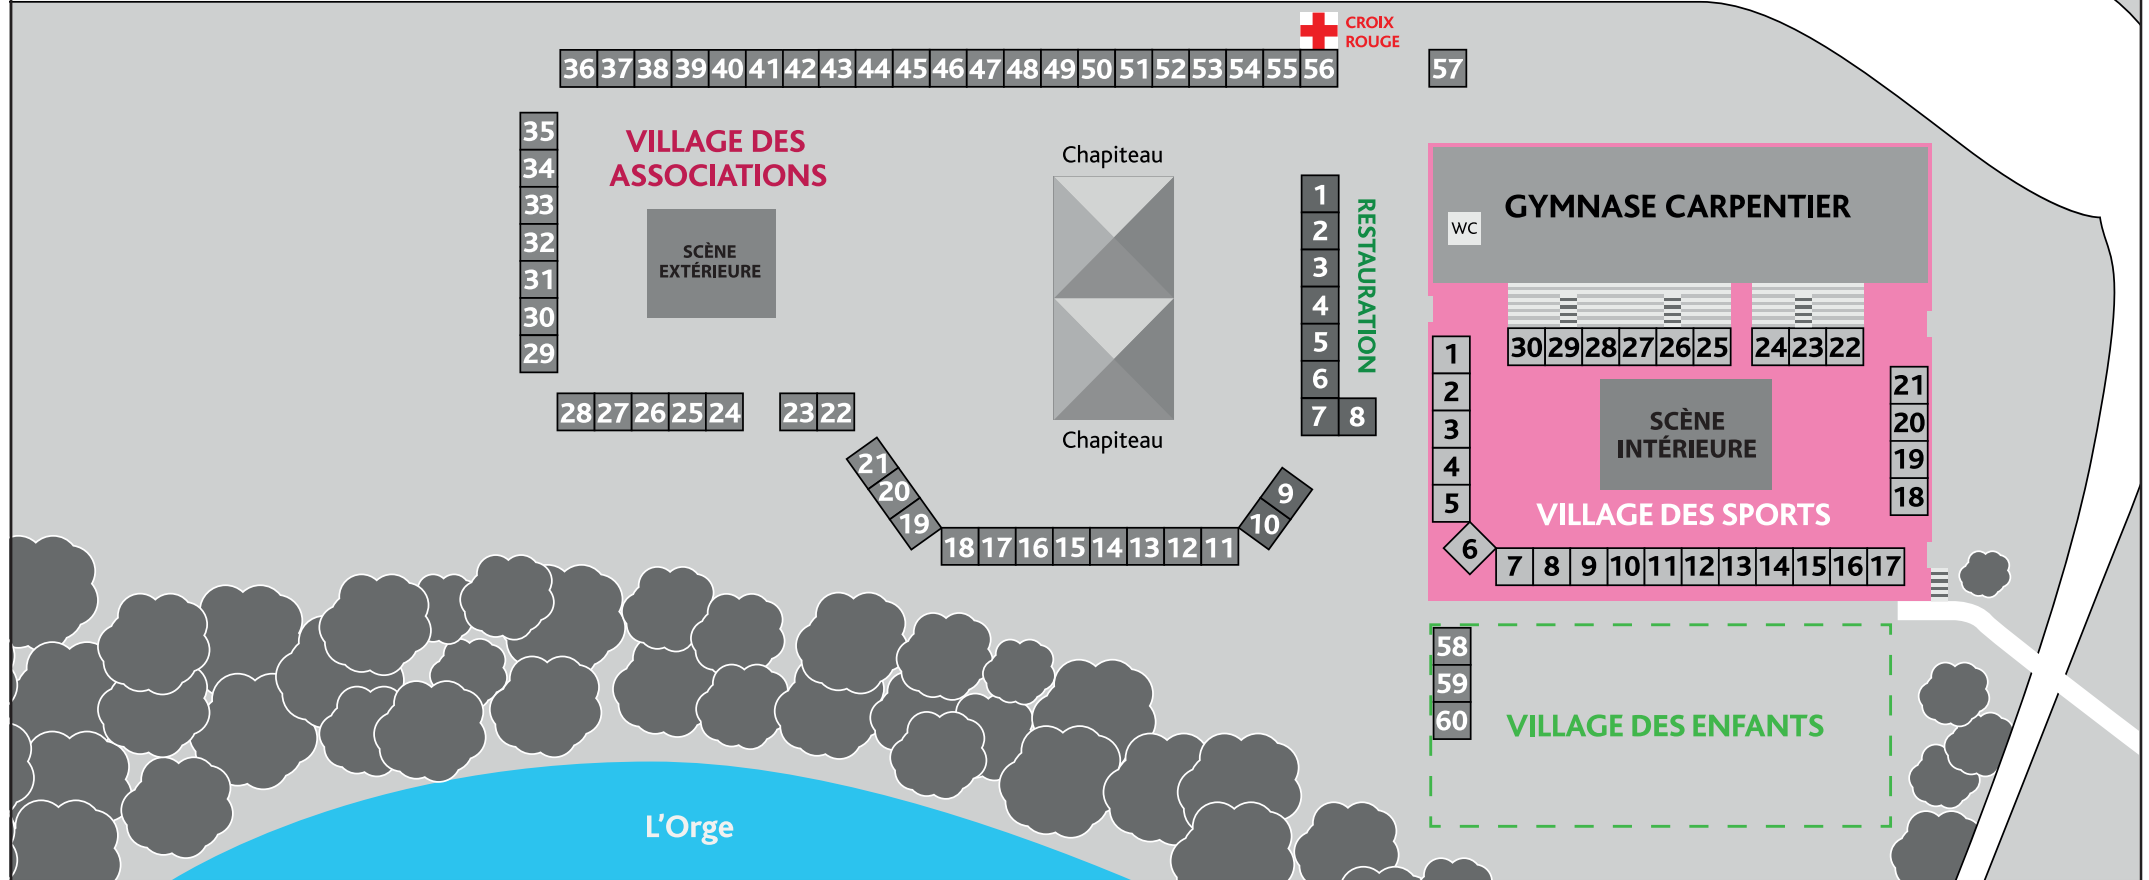 CROIX
ROUGE
36 37 38 39 40 41 42 43 44 45 46 47 48 49 50 51 52 53 54 55 56
57
35
34
33
32
31
30
29
VILLAGE DES
ASSOCIATIONS
SCÈNE
EXTÉRIEURE
28 27 26 25 24
23 22
21
20
19
18 17 16 15 14 13 12 11
10
9
Chapiteau
Chapiteau
1
2
3
4
5
6
7 8
RESTAURATION
GYMNASE CARPENTIER
WC
30 29 28 27 26 25
24 23 22
1
2
3
4
5
6
7 8 9 10 11 12 13 14 15 16 17
21
20
19
18
SCÈNE
INTÉRIEURE
VILLAGE DES SPORTS
58
59
60
VILLAGE DES ENFANTS
L'Orge